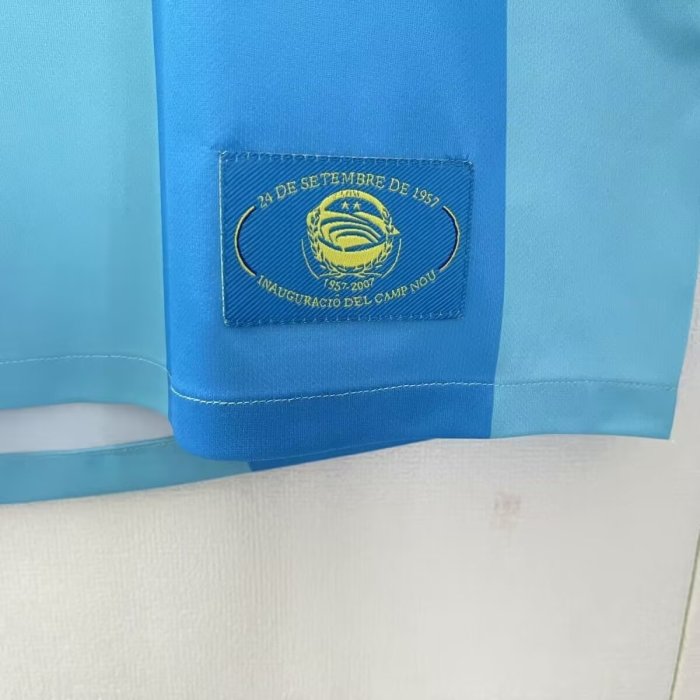 24 DE SETEMBRE DE 1957
1957-2007
INAUGURACIÓ DEL CAMP NOU